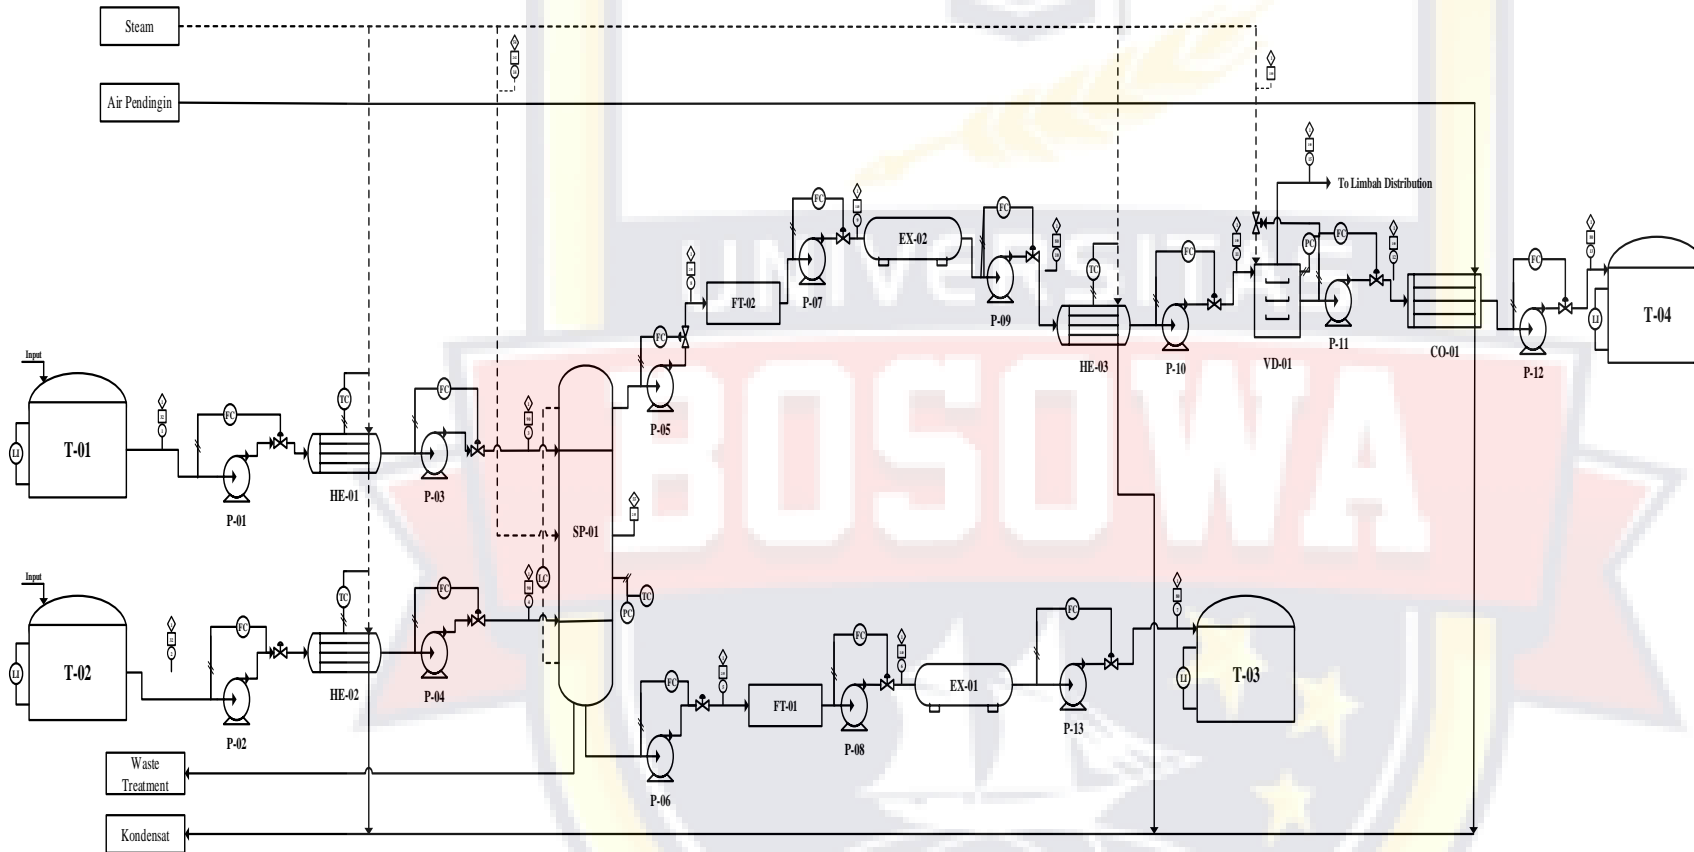 Steam
Air Pendingin
To Limbah Distribution
UNIVERSITAS
BOSOWA
FC
FC
FC
FC
FC
PC
FC
EX-02
TC
FT-02
P-07
P-09
P-11
T-04
LI
HE-03
P-10
VD-01
CO-01
P-12
FC
P-05
Input
TC
FC
FC
T-01
LI
HE-01
P-03
P-01
SP-01
Input
TC
FC
LC
TC
PC
FC
FC
FC
T-02
LI
HE-02
P-04
P-02
FC
EX-01
T-03
LI
FT-01
P-08
P-13
P-06
Waste
Treatment
Kondensat